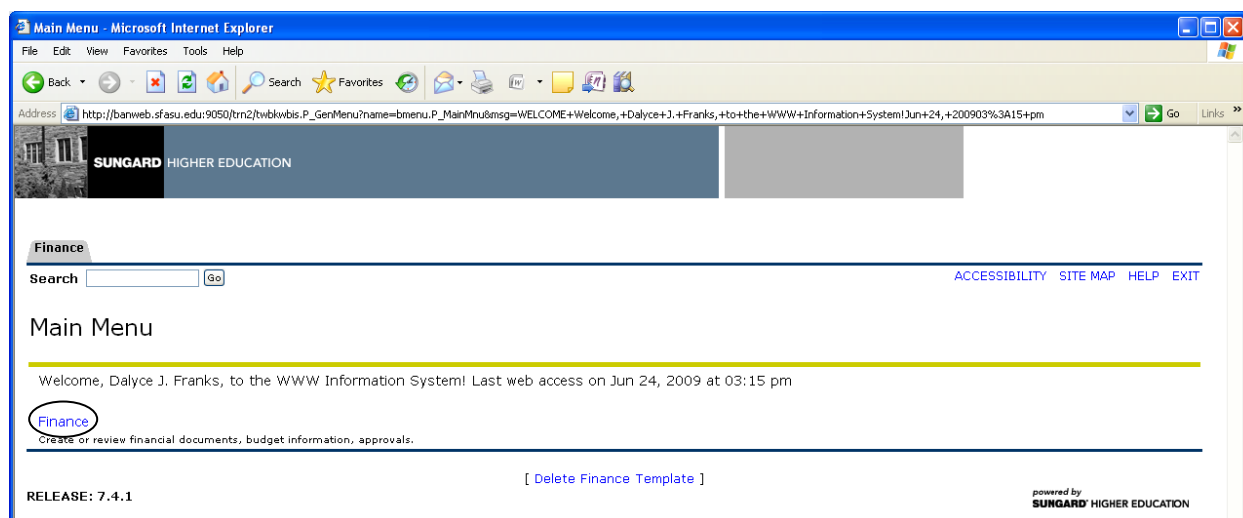 Main Menu - Microsoft Internet Explorer
File Edit View Favorites Tools Help
Back Search Favorites
Address http://banweb.sfasu.edu:9050/trn2/twbkwbis.P_GenMenu?name=bmenu.P_MainMnu&msg=WELCOME+Welcome,+Dalyce+J.+Franks,+to+the+WWW+Information+System!Jun+24,+200903%3A15+pm Go Links »
SUNGARD HIGHER EDUCATION
Finance
Search Go ACCESSIBILITY SITE MAP HELP EXIT
Main Menu
Welcome, Dalyce J. Franks, to the WWW Information System! Last web access on Jun 24, 2009 at 03:15 pm
Finance
Create or review financial documents, budget information, approvals.
[ Delete Finance Template ]
RELEASE: 7.4.1
powered by
SUNGARD HIGHER EDUCATION